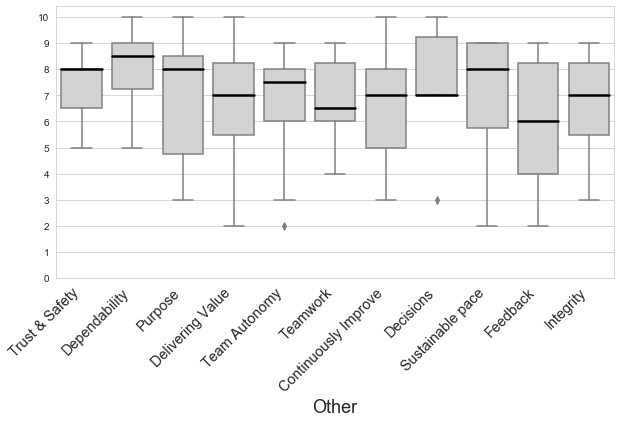 10
9
8
7
6
5
4
3
2
1
0
Trust & Safety
Dependability
Purpose
Delivering Value
Team Autonomy
Teamwork
Continuously Improve
Decisions
Sustainable pace
Feedback
Integrity
Other